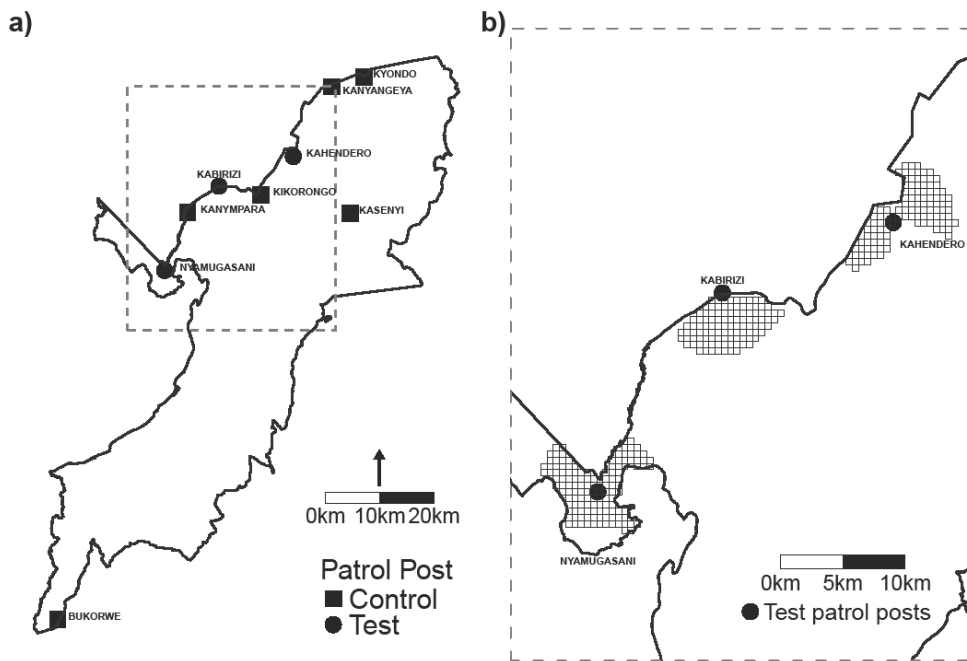 a)
KYONDO
KANYANGEYA
KAHENDERO
KABIRIZI
KIKORONGO
KANYMPARA
KASENYI
NYAMUGASANI
0km 10km 20km
Patrol Post
Control
Test
BUKORWE
b)
KAHENDERO
KABIRIZI
NYAMUGASANI
0km 5km 10km
Test patrol posts